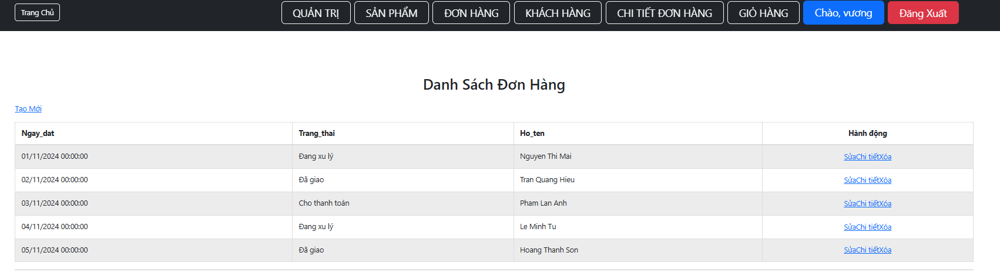 Trang Chủ QUẢN TRỊ SẢN PHẨM ĐƠN HÀNG KHÁCH HÀNG CHI TIẾT ĐƠN HÀNG GIỎ HÀNG Chào, vương Đăng Xuất
Danh Sách Đơn Hàng
Tạo Mới
Ngay_dat Trang_thai Ho_ten Hành động
01/11/2024 00:00:00 Đang xu lý Nguyen Thi Mai SửaChi tiếtXóa
02/11/2024 00:00:00 Đã giao Tran Quang Hieu SửaChi tiếtXóa
03/11/2024 00:00:00 Cho thanh toán Pham Lan Anh SửaChi tiếtXóa
04/11/2024 00:00:00 Đang xu lý Le Minh Tu SửaChi tiếtXóa
05/11/2024 00:00:00 Đã giao Hoang Thanh Son SửaChi tiếtXóa